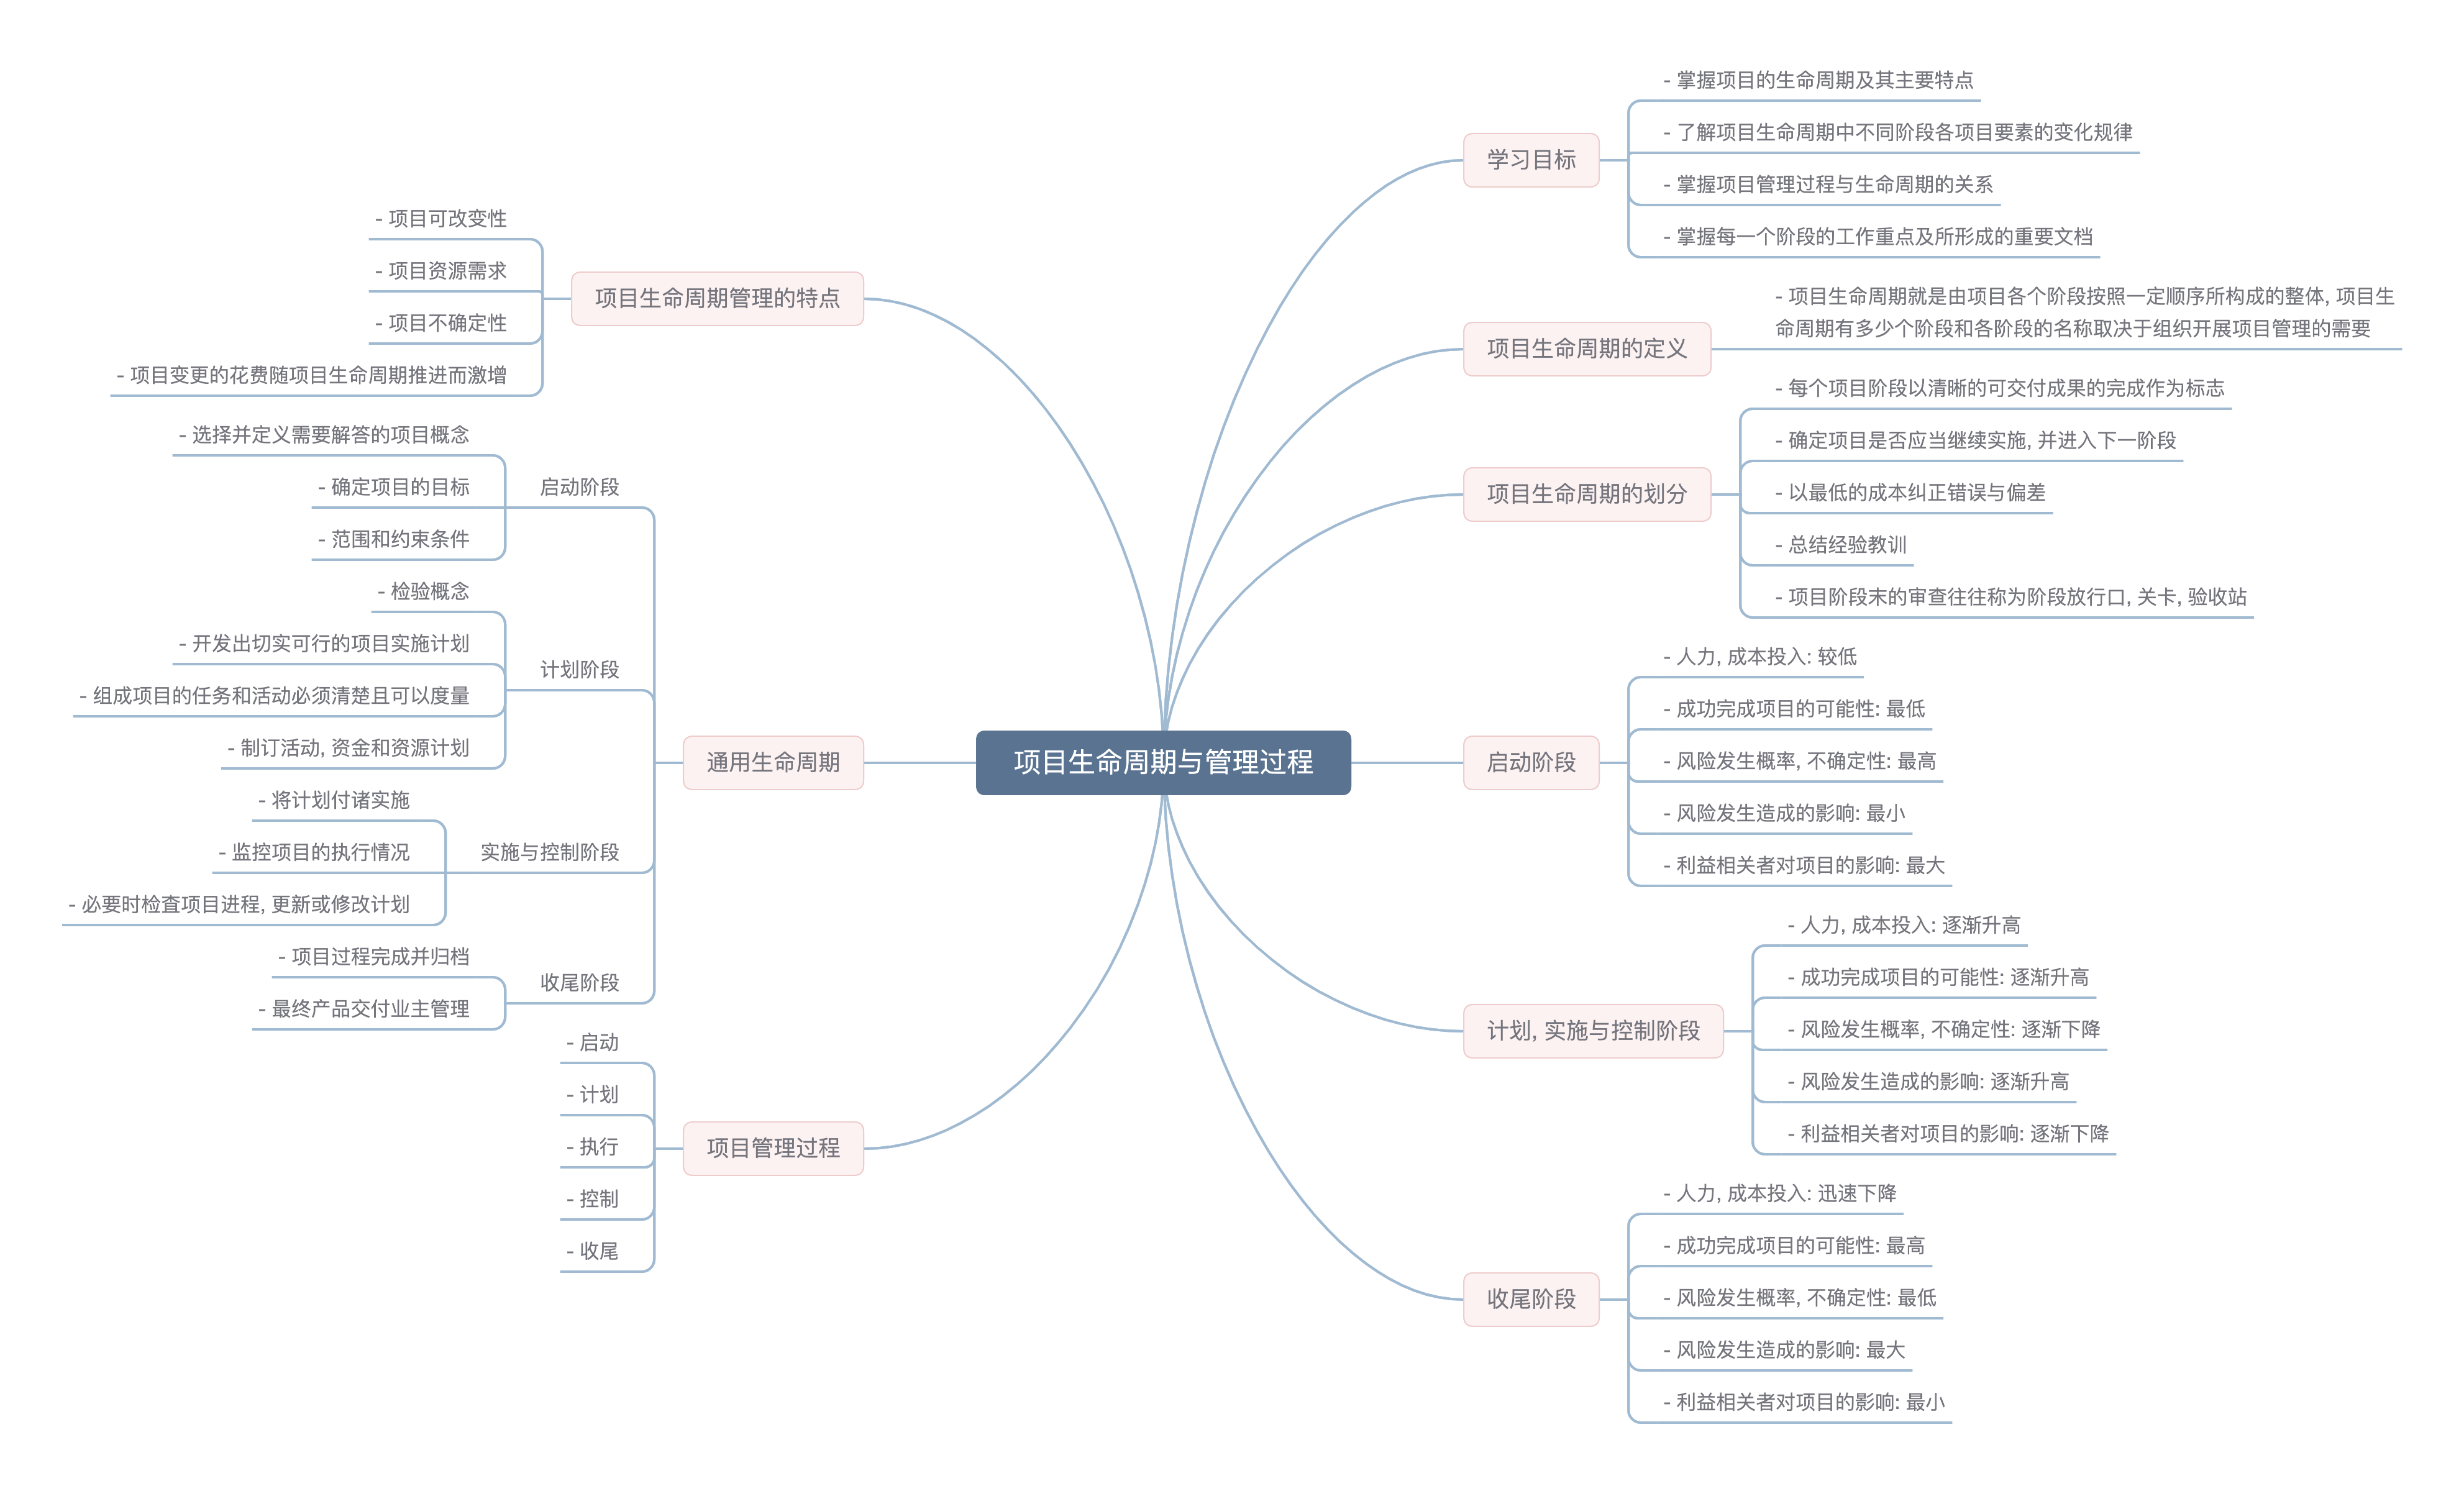 项目生命周期与管理过程
学习目标
- 掌握项目的生命周期及其主要特点
- 了解项目生命周期中不同阶段各项目要素的变化规律
- 掌握项目管理过程与生命周期的关系
- 掌握每一个阶段的工作重点及所形成的重要文档
项目生命周期的定义
- 项目生命周期就是由项目各个阶段按照一定顺序所构成的整体, 项目生
命周期有多少个阶段和各阶段的名称取决于组织开展项目管理的需要
项目生命周期的划分
- 每个项目阶段以清晰的可交付成果的完成作为标志
- 确定项目是否应当继续实施, 并进入下一阶段
- 以最低的成本纠正错误与偏差
- 总结经验教训
- 项目阶段末的审查往往称为阶段放行口, 关卡, 验收站
启动阶段
- 人力, 成本投入: 较低
- 成功完成项目的可能性: 最低
- 风险发生概率, 不确定性: 最高
- 风险发生造成的影响: 最小
- 利益相关者对项目的影响: 最大
计划, 实施与控制阶段
- 人力, 成本投入: 逐渐升高
- 成功完成项目的可能性: 逐渐升高
- 风险发生概率, 不确定性: 逐渐下降
- 风险发生造成的影响: 逐渐升高
- 利益相关者对项目的影响: 逐渐下降
收尾阶段
- 人力, 成本投入: 迅速下降
- 成功完成项目的可能性: 最高
- 风险发生概率, 不确定性: 最低
- 风险发生造成的影响: 最大
- 利益相关者对项目的影响: 最小
项目生命周期管理的特点
- 项目可改变性
- 项目资源需求
- 项目不确定性
- 项目变更的花费随项目生命周期推进而激增
通用生命周期
启动阶段
- 选择并定义需要解答的项目概念
- 确定项目的目标
- 范围和约束条件
计划阶段
- 检验概念
- 开发出切实可行的项目实施计划
- 组成项目的任务和活动必须清楚且可以度量
- 制订活动, 资金和资源计划
实施与控制阶段
- 将计划付诸实施
- 监控项目的执行情况
- 必要时检查项目进程, 更新或修改计划
收尾阶段
- 项目过程完成并归档
- 最终产品交付业主管理
项目管理过程
- 启动
- 计划
- 执行
- 控制
- 收尾